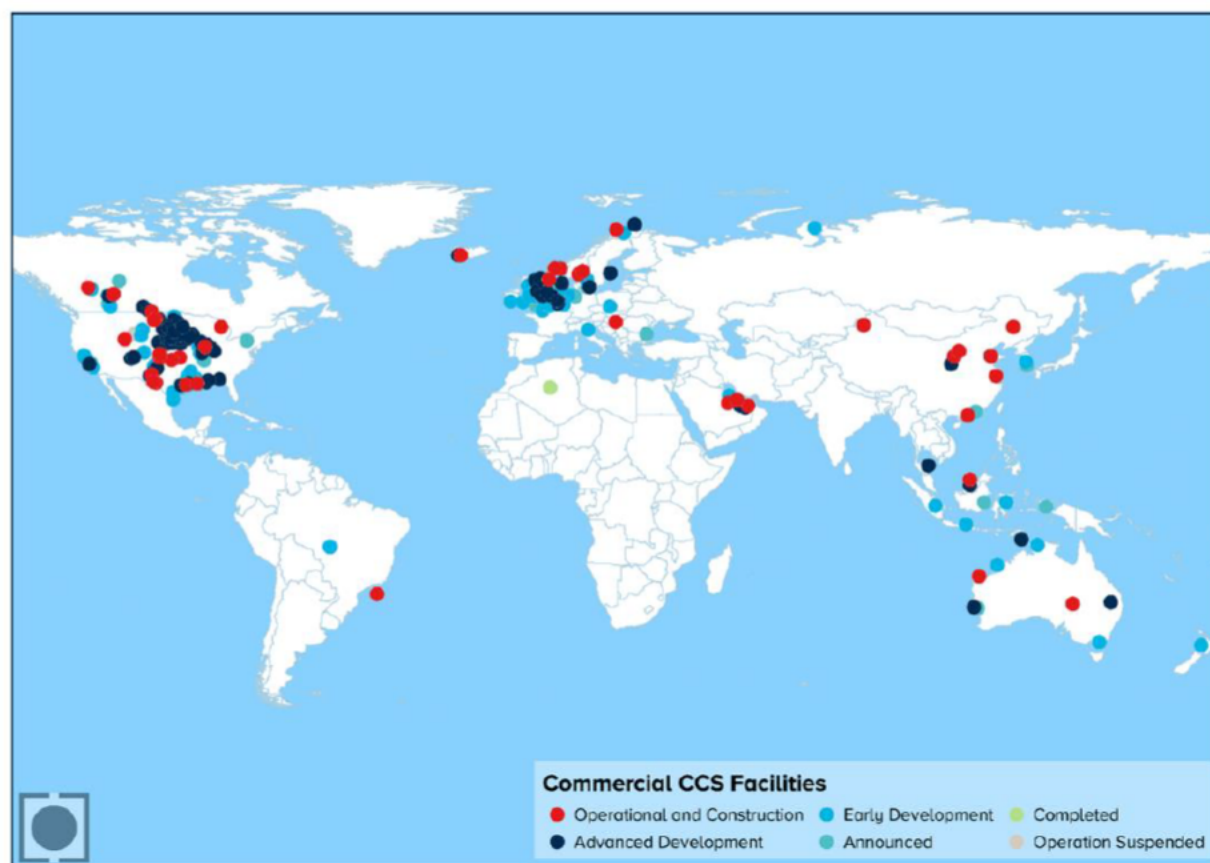 Commercial CCS Facilities
Operational and Construction Early Development Completed
Advanced Development Announced Operation Suspended